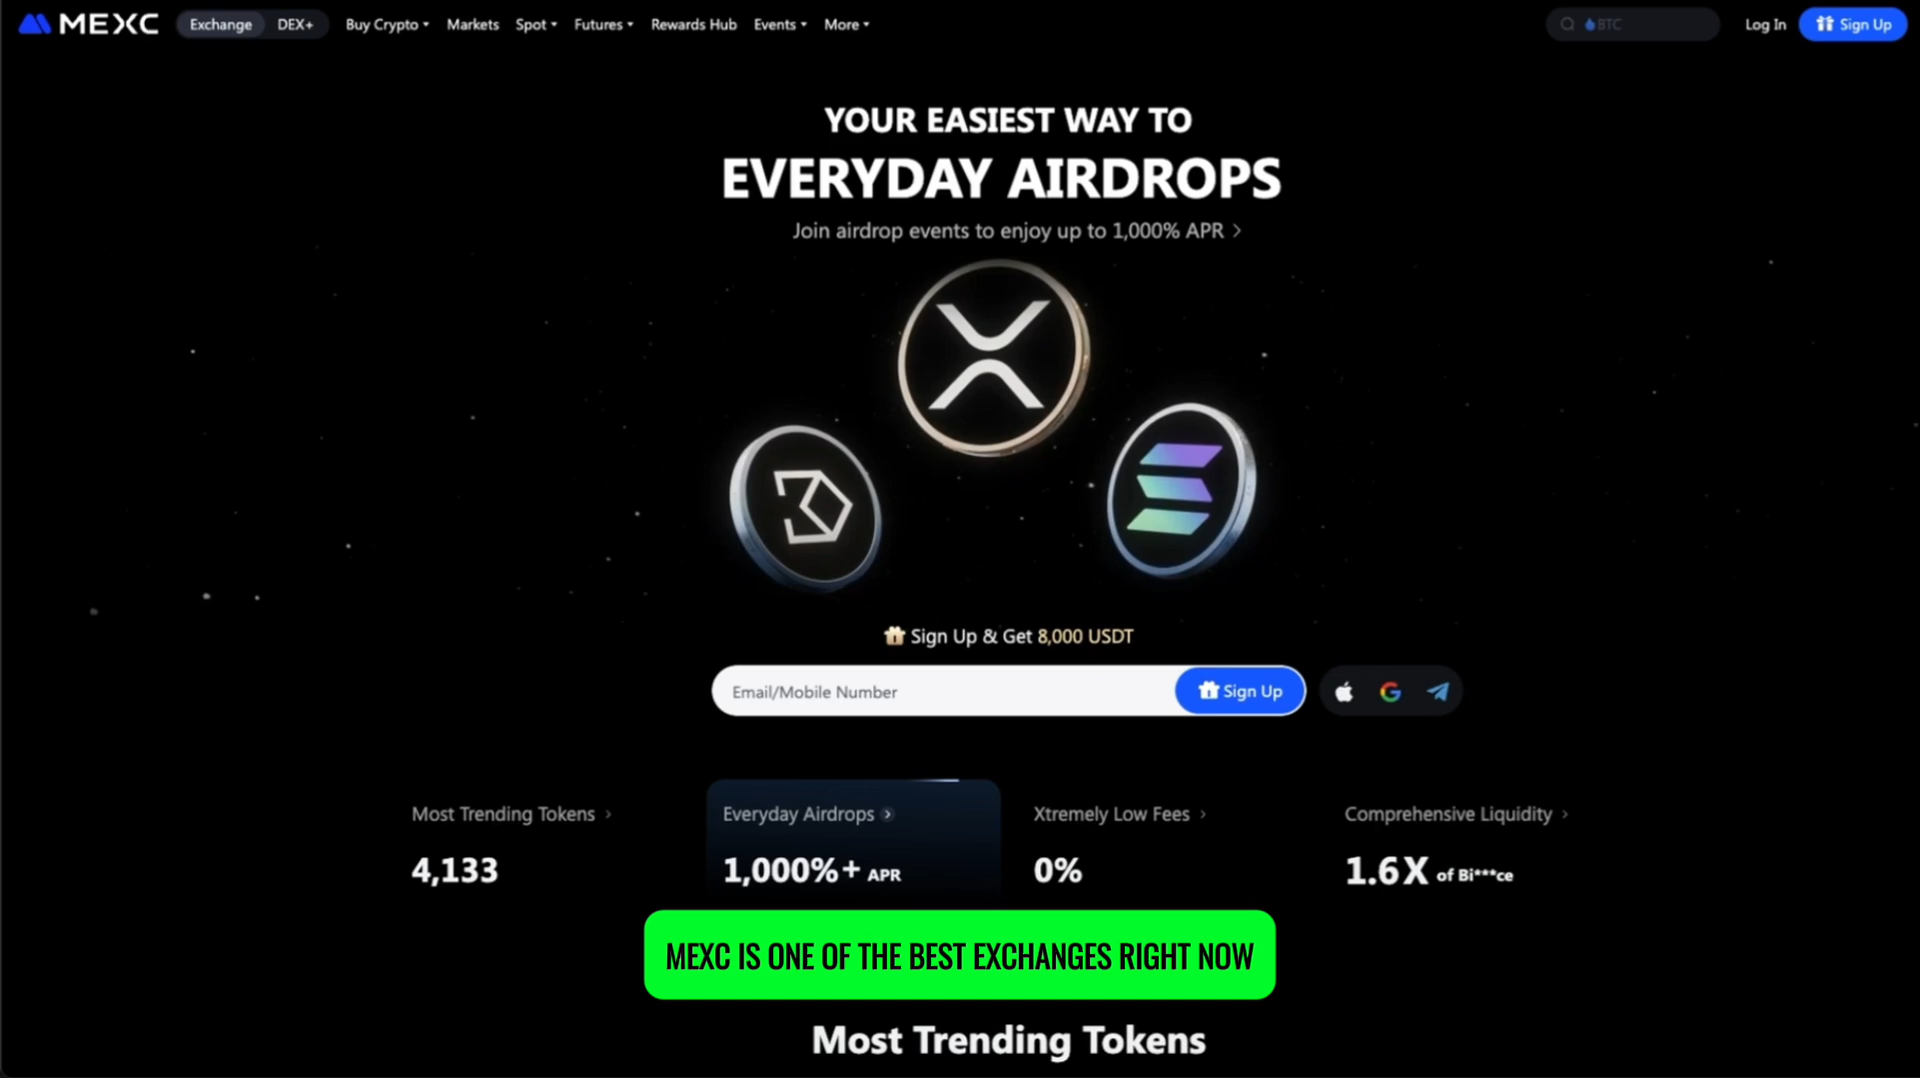 MEXC Exchange DEX+ Buy Crypto Markets Spot Futures Rewards Hub Events More BTC Log In Sign Up
YOUR EASIEST WAY TO
EVERYDAY AIRDROPS
Join airdrop events to enjoy up to 1,000% APR >
Sign Up & Get 8,000 USDT
Email/Mobile Number Sign Up
Most Trending Tokens > Everyday Airdrops > Xtremely Low Fees > Comprehensive Liquidity >
4,133 1,000%+ APR 0% 1.6X of Bi***ce
MEXC IS ONE OF THE BEST EXCHANGES RIGHT NOW
Most Trending Tokens